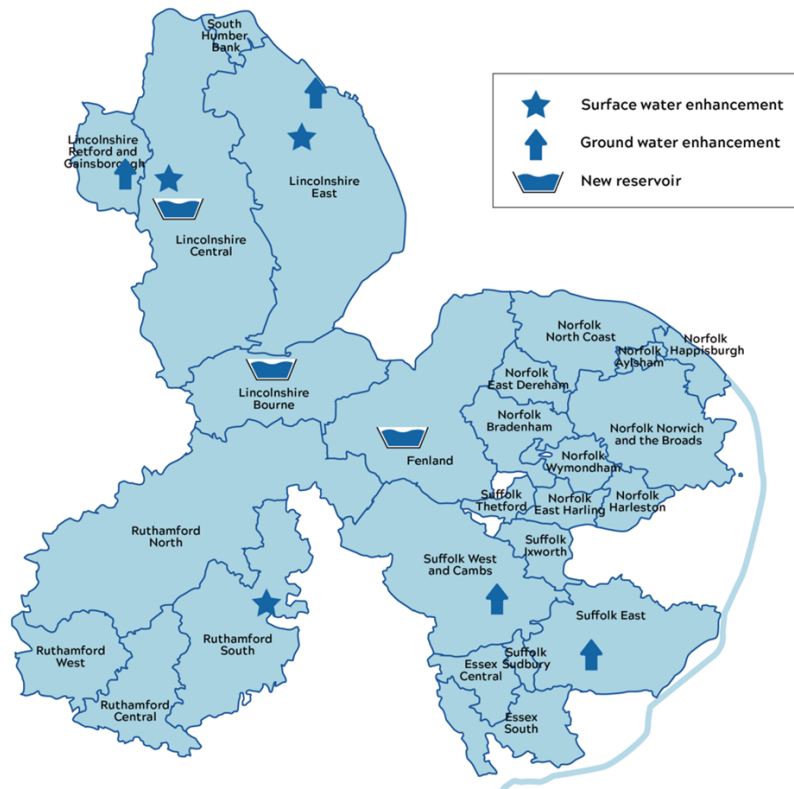 South
Humber
Bank
Surface water enhancement
Ground water enhancement
New reservoir
Lincolnshire
Retford and
Gainsborough
Lincolnshire
East
Lincolnshire
Central
Norfolk
North Coast
Norfolk
Happisburgh
Norfolk
Aylsham
Norfolk
East Dereham
Lincolnshire
Bourne
Norfolk
Bradenham
Norfolk Norwich
and the Broads
Fenland
Norfolk
Wymondham
Suffolk
Thetford
Norfolk
East Harling
Norfolk
Harleston
Ruthamford
North
Suffolk
Ixworth
Suffolk West
and Cambs
Suffolk East
Ruthamford
South
Ruthamford
West
Suffolk
Sudbury
Essex
Central
Ruthamford
Central
Essex
South